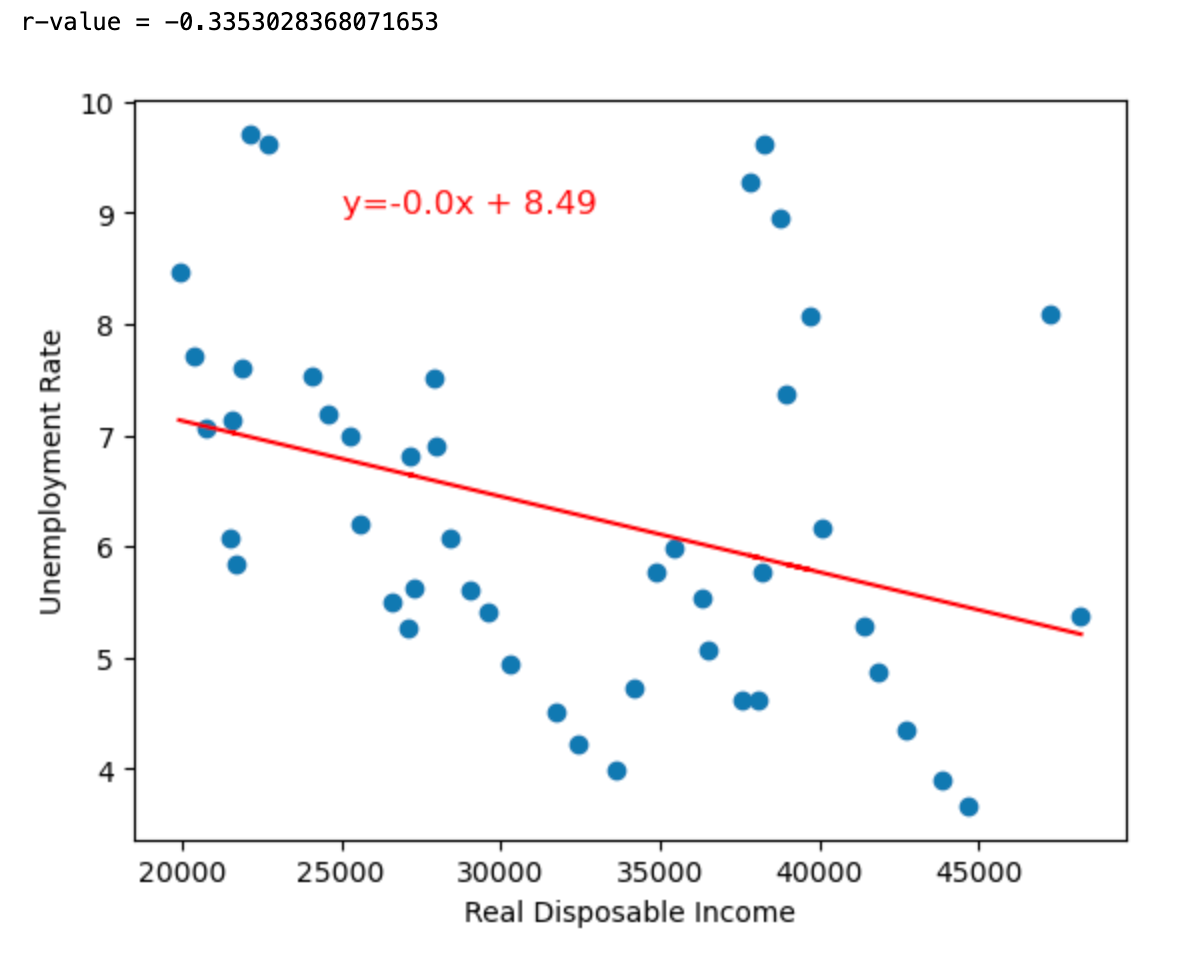 r-value = -0.3353028368071653
10
9
8
7
6
5
4
y=-0.0x + 8.49
Unemployment Rate
20000 25000 30000 35000 40000 45000
Real Disposable Income